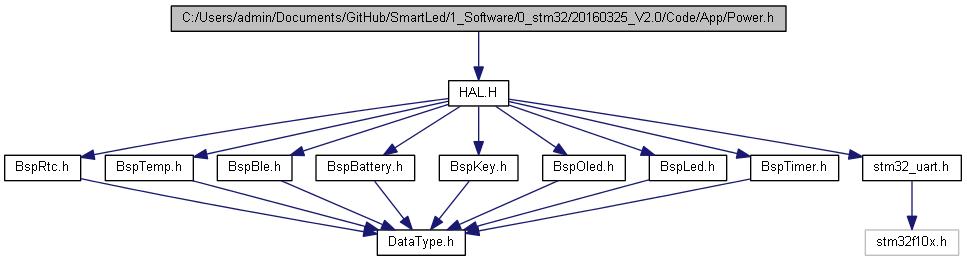 C:/Users/admin/Documents/GitHub/SmartLed/1_Software/0_stm32/20160325_V2.0/Code/App/Power.h
HAL.H
BspRtc.h
BspTemp.h
BspBle.h
BspBattery.h
BspKey.h
BspOled.h
BspLed.h
BspTimer.h
stm32_uart.h
DataType.h
stm32f10x.h